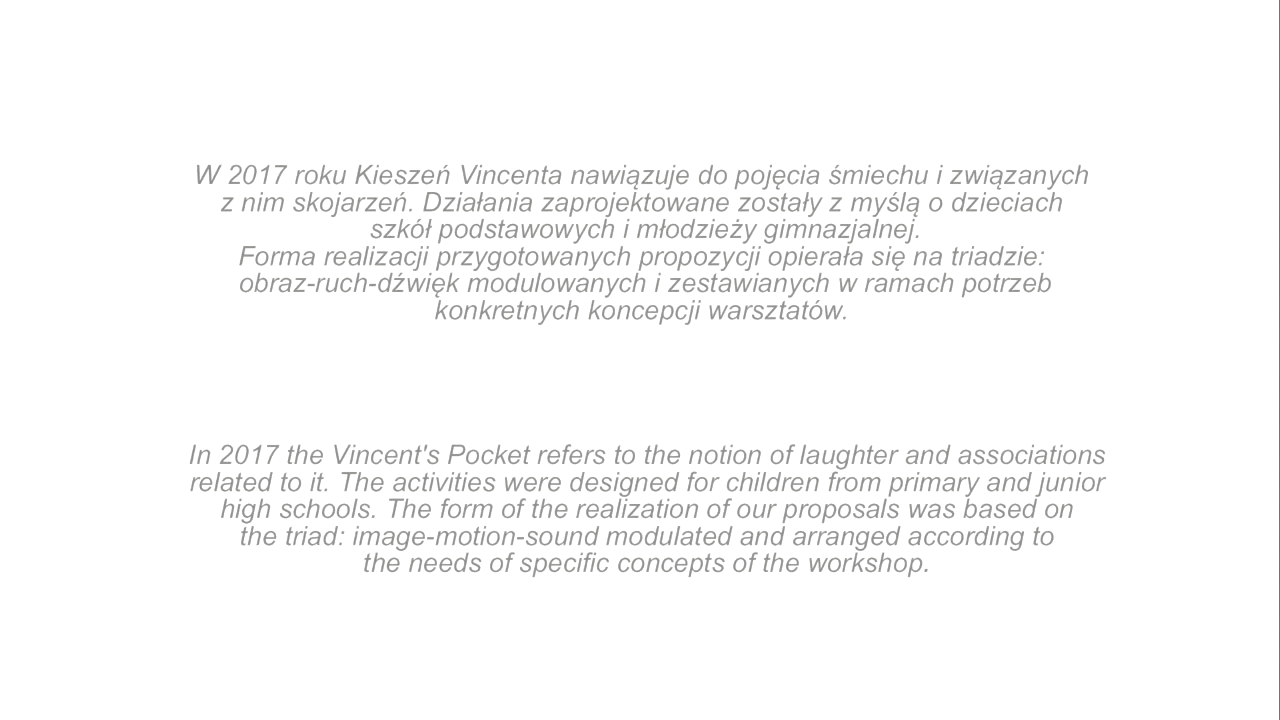 W 2017 roku Kieszeń Vincenta nawiązuje do pojęcia śmiechu i związanych
z nim skojarzeń. Działania zaprojektowane zostały z myślą o dzieciach
szkół podstawowych i młodzieży gimnazjalnej.
Forma realizacji przygotowanych propozycji opierała się na triadzie:
obraz-ruch-dźwięk modulowanych i zestawianych w ramach potrzeb
konkretnych koncepcji warsztatów.
In 2017 the Vincent's Pocket refers to the notion of laughter and associations
related to it. The activities were designed for children from primary and junior
high schools. The form of the realization of our proposals was based on
the triad: image-motion-sound modulated and arranged according to
the needs of specific concepts of the workshop.